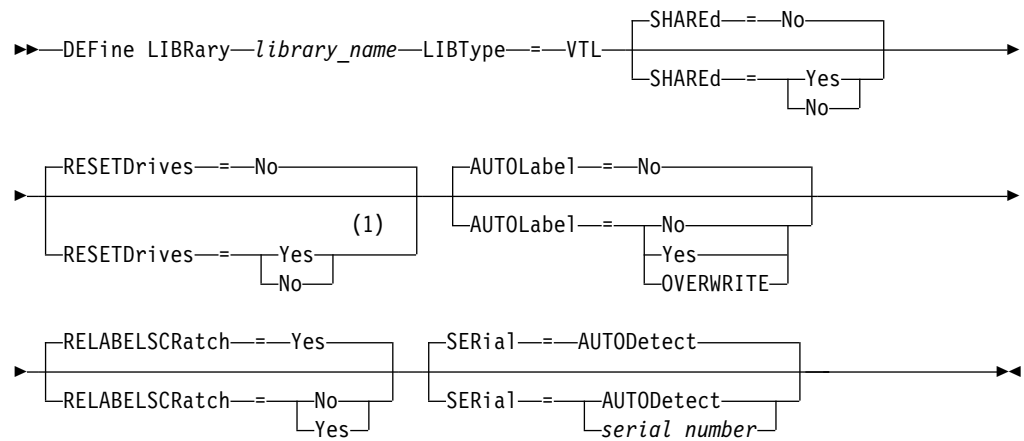 SHAREd = No
DEFine LIBRary library_name LIBType = VTL
SHAREd = Yes
No
RESETDrives = No AUTOLabel = No
(1)
RESETDrives = Yes AUTOLabel = No
No Yes
OVERWRITE
RELABELSCRatch = Yes SERial = AUTODetect
RELABELSCRatch = No SERial = AUTODetect
Yes serial number